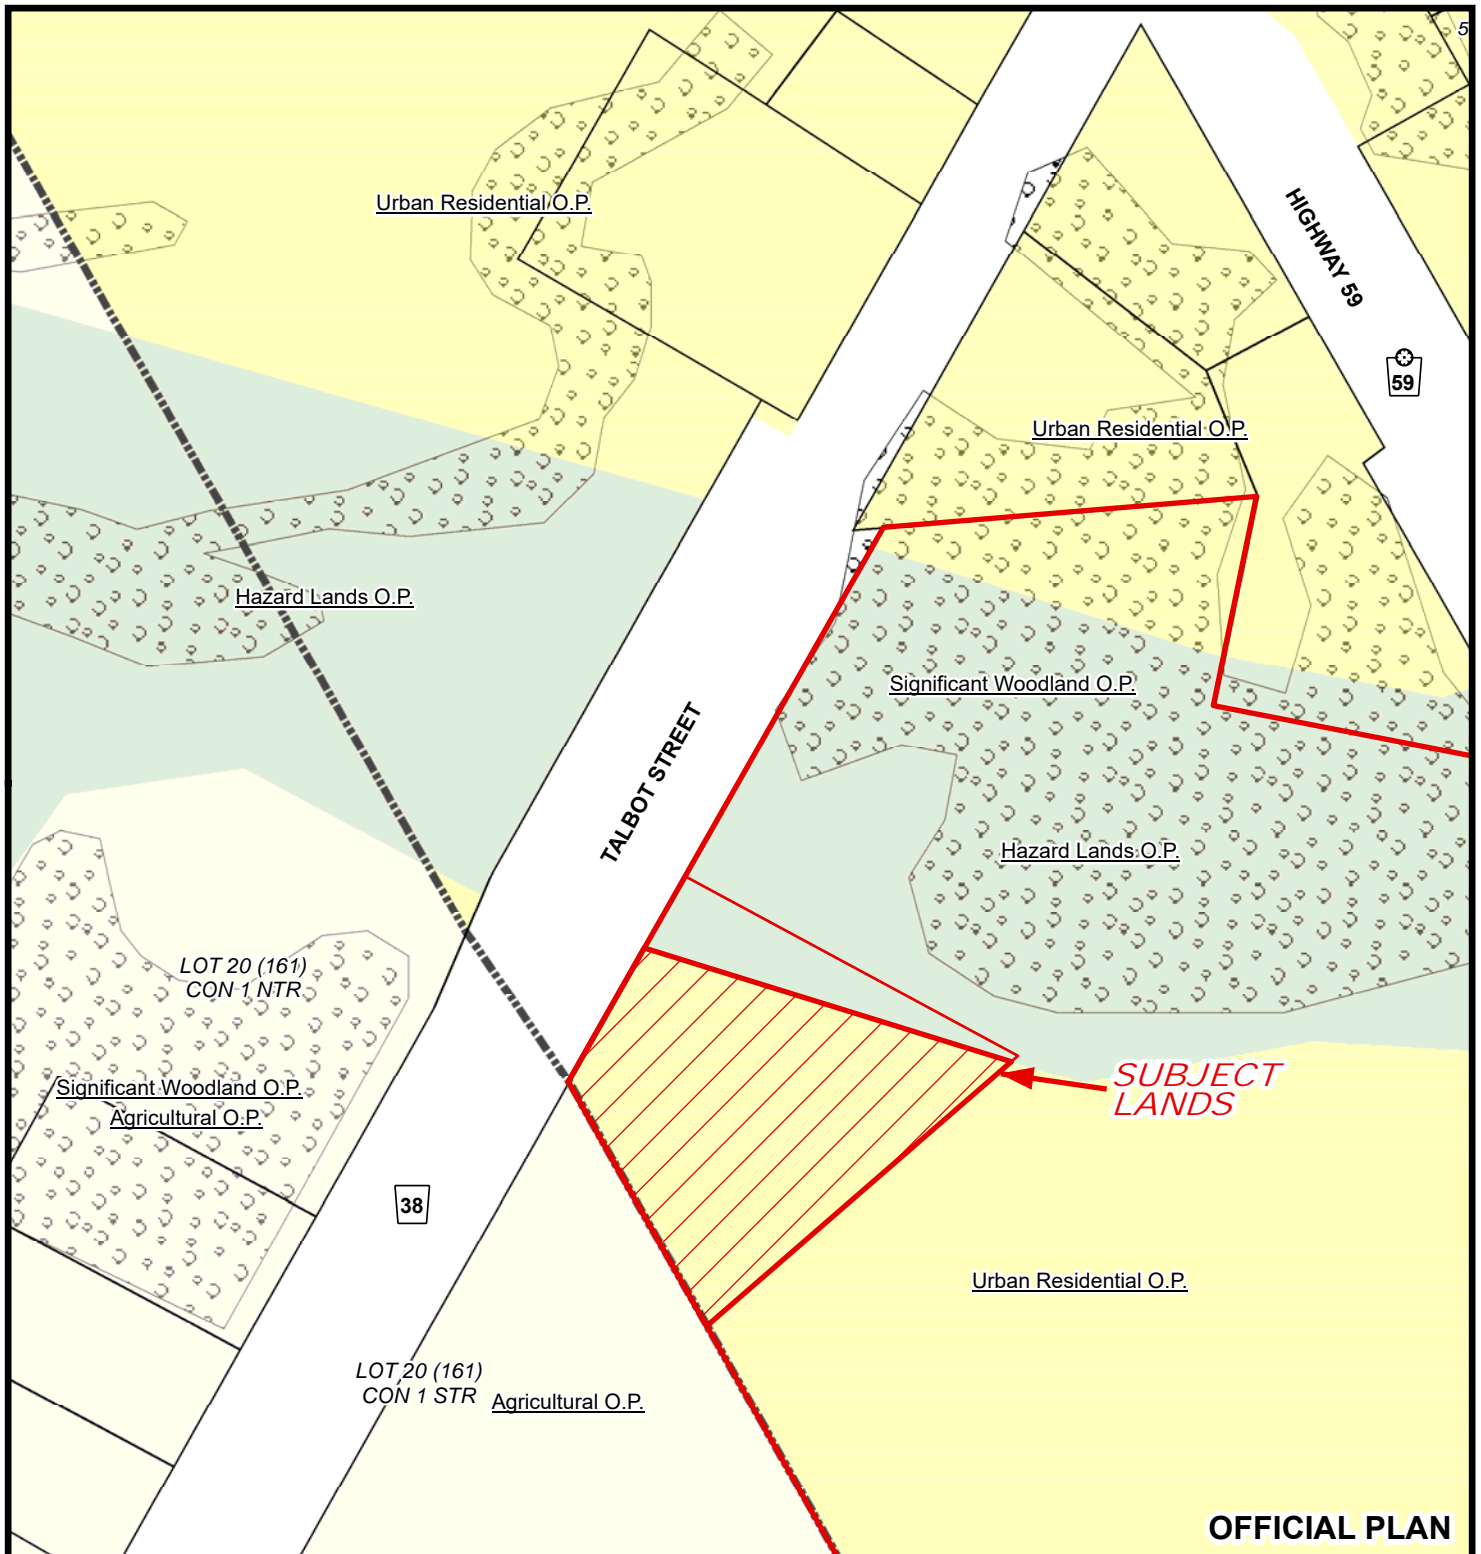 5
HIGHWAY 59
Urban Residential O.P.
59
Urban Residential O.P.
Hazard Lands O.P.
Significant Woodland O.P.
TALBOT STREET
Hazard Lands O.P.
LOT 20 (161)
CON 1 NTR
SUBJECT
LANDS
Significant Woodland O.P.
Agricultural O.P.
38
Urban Residential O.P.
LOT 20 (161)
CON 1 STR
Agricultural O.P.
OFFICIAL PLAN